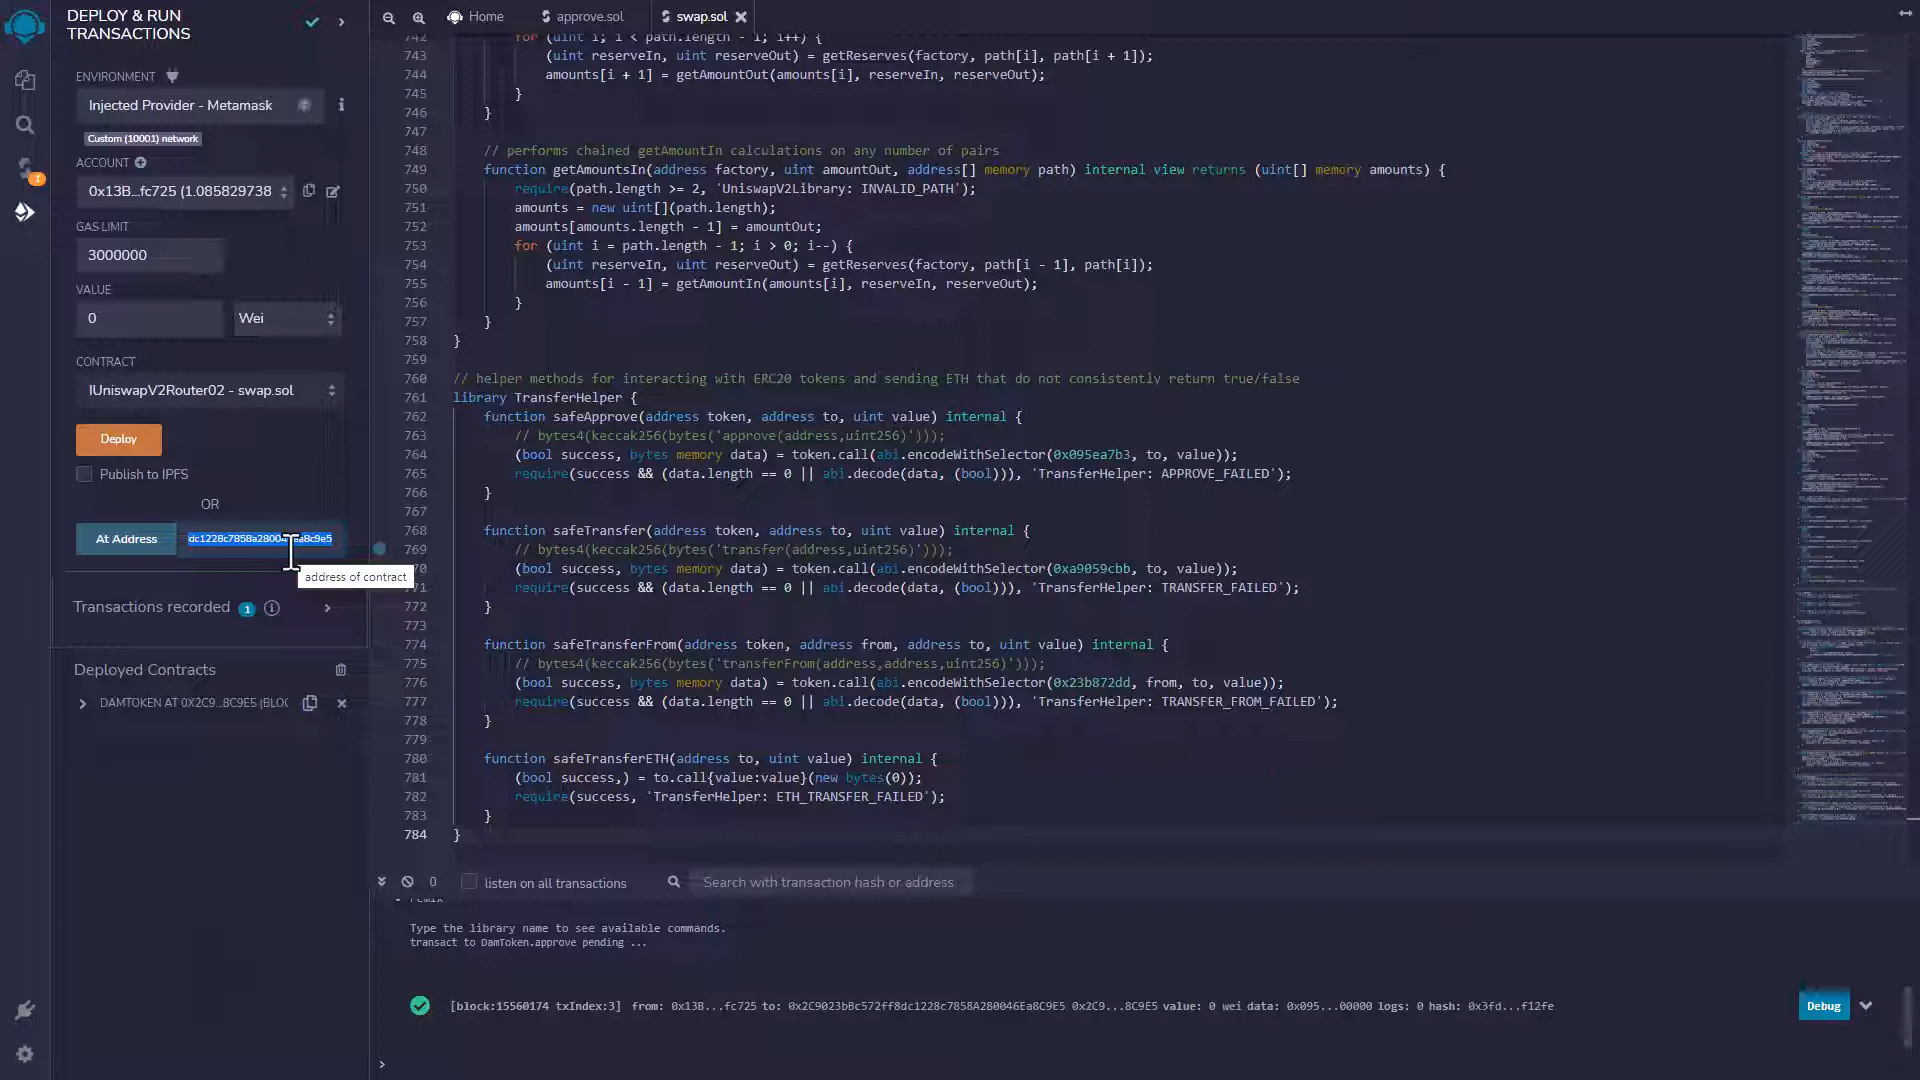 DEPLOY & RUN
TRANSACTIONS
ENVIRONMENT
Injected Provider - Metamask
Custom (10001) network
ACCOUNT
0x13B...fc725 (1.085829738
GAS LIMIT
3000000
VALUE
0
Wei
CONTRACT
IUniswapV2Router02 - swap.sol
Deploy
Publish to IPFS
OR
At Address
address of contract
Transactions recorded 1
Deployed Contracts
DAMTOKEN AT 0X2C9...8C9E5 (BLOC
Home
approve.sol
swap.sol
742 for (uint i; i < path.length - 1; i++) {
743 (uint reserveIn, uint reserveOut) = getReserves(factory, path[i], path[i + 1]);
744 amounts[i + 1] = getAmountOut(amounts[i], reserveIn, reserveOut);
745 }
746 }
747
748 // performs chained getAmountIn calculations on any number of pairs
749 function getAmountsIn(address factory, uint amountOut, address[] memory path) internal view returns (uint[] memory amounts) {
750 require(path.length >= 2, 'UniswapV2Library: INVALID_PATH');
751 amounts = new uint[](path.length);
752 amounts[amounts.length - 1] = amountOut;
753 for (uint i = path.length - 1; i > 0; i--) {
754 (uint reserveIn, uint reserveOut) = getReserves(factory, path[i - 1], path[i]);
755 amounts[i - 1] = getAmountIn(amounts[i], reserveIn, reserveOut);
756 }
757 }
758 }
759
760 // helper methods for interacting with ERC20 tokens and sending ETH that do not consistently return true/false
761 library TransferHelper {
762 function safeApprove(address token, address to, uint value) internal {
763 // bytes4(keccak256(bytes('approve(address,uint256)')));
764 (bool success, bytes memory data) = token.call(abi.encodeWithSelector(0x095ea7b3, to, value));
765 require(success && (data.length == 0 || abi.decode(data, (bool))), 'TransferHelper: APPROVE_FAILED');
766 }
767
768 function safeTransfer(address token, address to, uint value) internal {
769 // bytes4(keccak256(bytes('transfer(address,uint256)')));
70 (bool success, bytes memory data) = token.call(abi.encodeWithSelector(0xa9059cbb, to, value));
71 require(success && (data.length == 0 || abi.decode(data, (bool))), 'TransferHelper: TRANSFER_FAILED');
772 }
773
774 function safeTransferFrom(address token, address from, address to, uint value) internal {
775 // bytes4(keccak256(bytes('transferFrom(address,address,uint256)')));
776 (bool success, bytes memory data) = token.call(abi.encodeWithSelector(0x23b872dd, from, to, value));
777 require(success && (data.length == 0 || abi.decode(data, (bool))), 'TransferHelper: TRANSFER_FROM_FAILED');
778 }
779
780 function safeTransferETH(address to, uint value) internal {
781 (bool success,) = to.call{value:value}(new bytes(0));
782 require(success, 'TransferHelper: ETH_TRANSFER_FAILED');
783 }
784 }
0
listen on all transactions
Search with transaction hash or address
remix
Type the library name to see available commands.
transact to DamToken.approve pending ...
[block:15560174 txIndex:3] from: 0x13B...fc725 to: 0x2C9023bBc572ff8dc1228c7858A280046Ea8C9E5 0x2C9...8C9E5 value: 0 wei data: 0x095...00000 logs: 0 hash: 0x3fd...f12fe
Debug
>